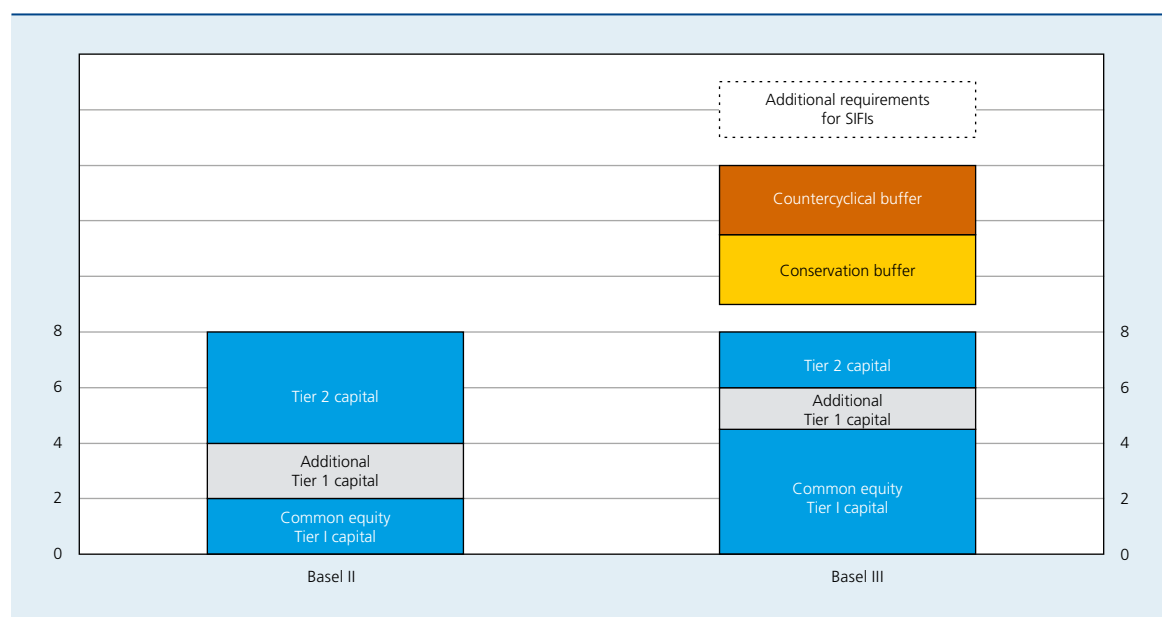 Additional requirements
for SIFIs
Countercyclical buffer
Conservation buffer
8
8
Tier 2 capital
6
6
Tier 2 capital
Additional
Tier 1 capital
4
4
Additional
Tier 1 capital
Common equity
Tier I capital
2
2
Common equity
Tier I capital
0
0
Basel II
Basel III